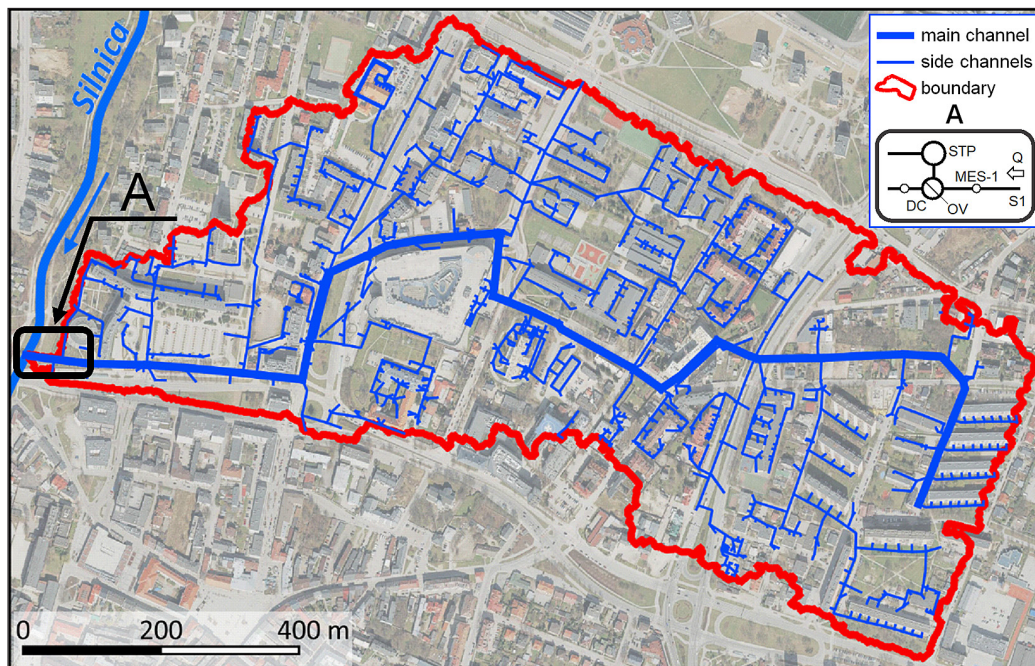 Silnica
A
main channel
side channels
boundary
A
STP
Q
MES-1
DC
OV
S1
0 200 400 m